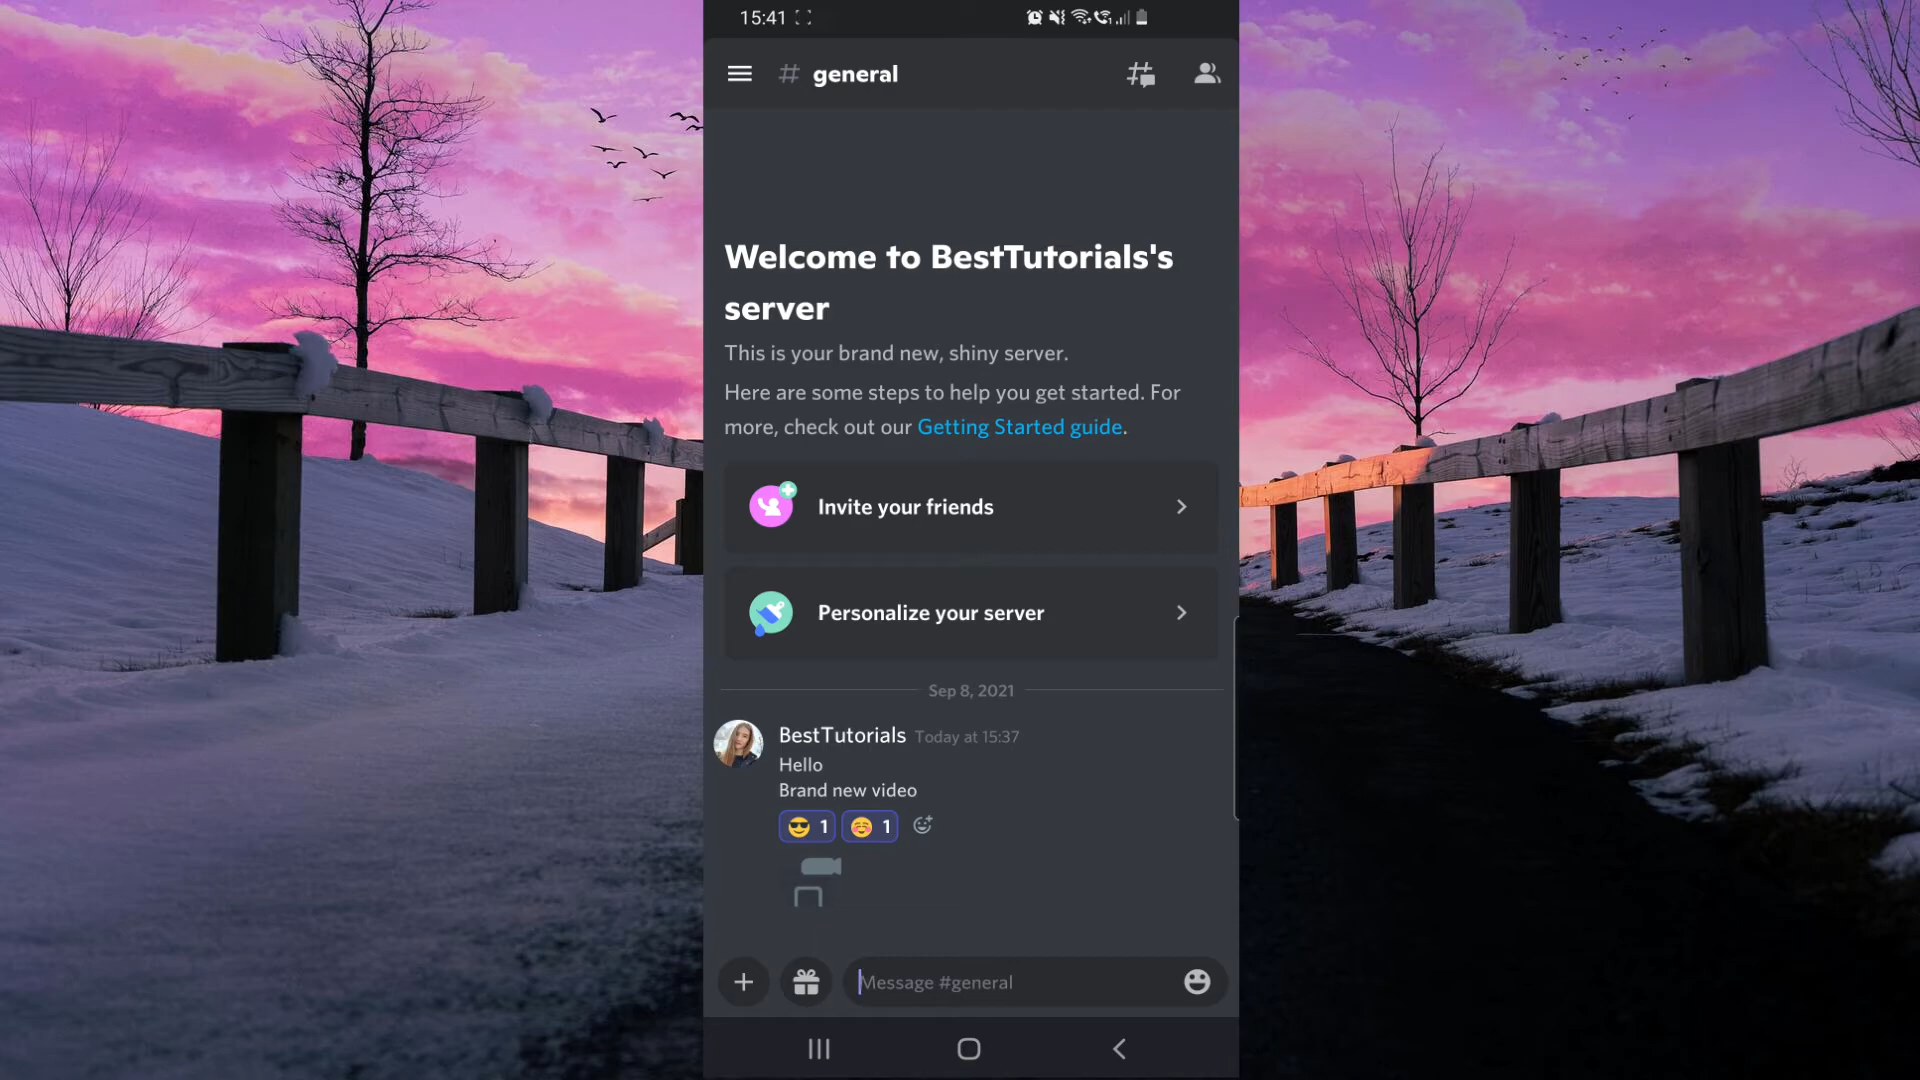 15:41
# general
Welcome to BestTutorials's
server
This is your brand new, shiny server.
Here are some steps to help you get started. For
more, check out our Getting Started guide.
Invite your friends
Personalize your server
Sep 8, 2021
BestTutorials Today at 15:37
Hello
Brand new video
😎 1 ☺️ 1
Message #general